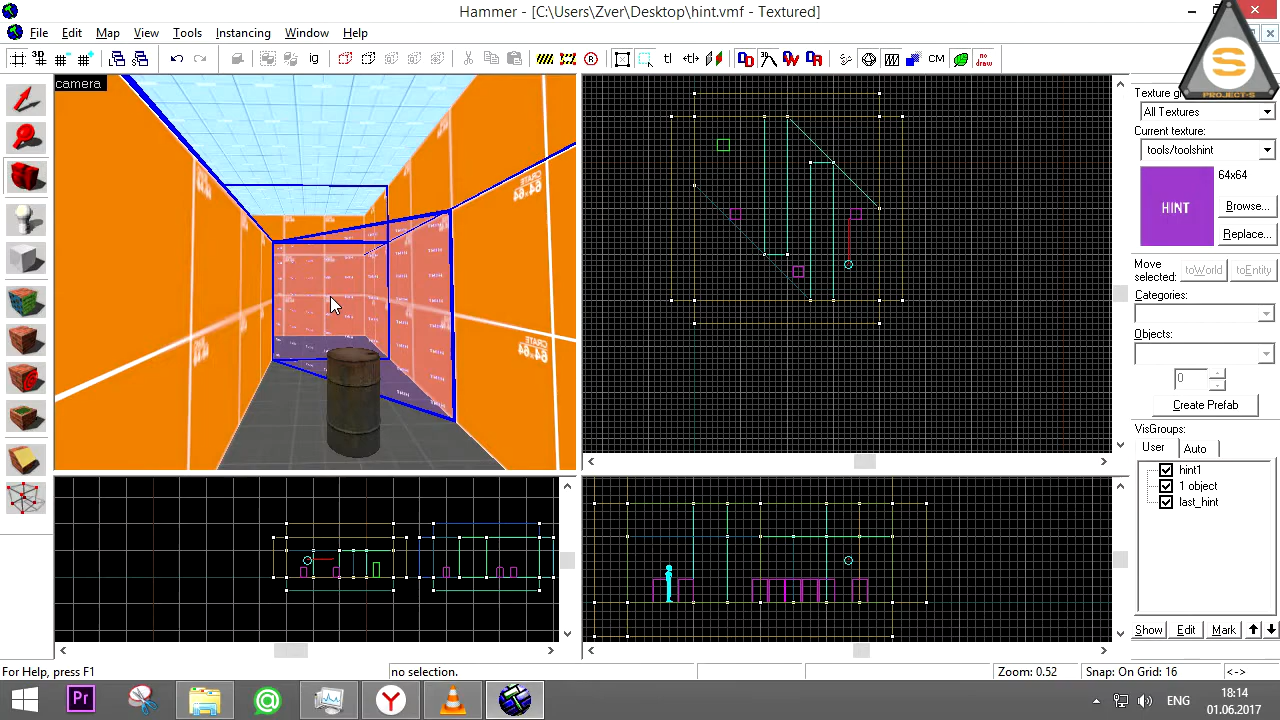 Hammer - [C:\Users\Zver\Desktop\hint.vmf - Textured]
File Edit Map View Tools Instancing Window Help
camera
S
PROJECT-S
Texture g
All Textures
Current texture:
tools/toolshint
HINT
64x64
Browse...
Replace...
Move selected:
toWorld
toEntity
Categories:
Objects:
0
Create Prefab
VisGroups:
User Auto
hint1
1 object
last_hint
Show Edit Mark
For Help, press F1
no selection.
Zoom: 0.52
Snap: On Grid: 16
<->
Pr
Y
ENG
18:14
01.06.2017